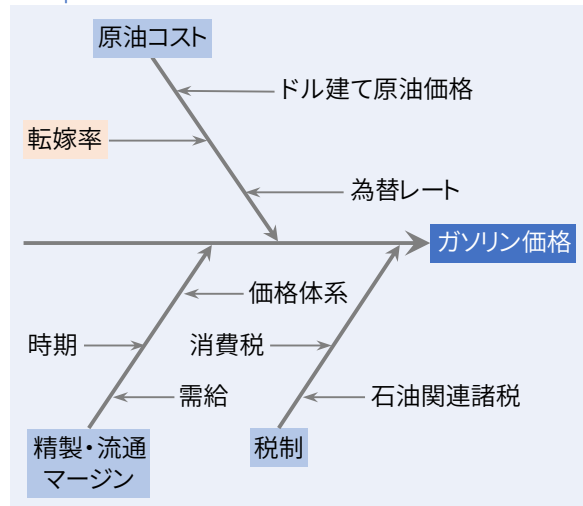 原油コスト
ドル建て原油価格
転嫁率
為替レート
ガソリン価格
価格体系
時期
消費税
需給
石油関連諸税
精製・流通
マージン
税制